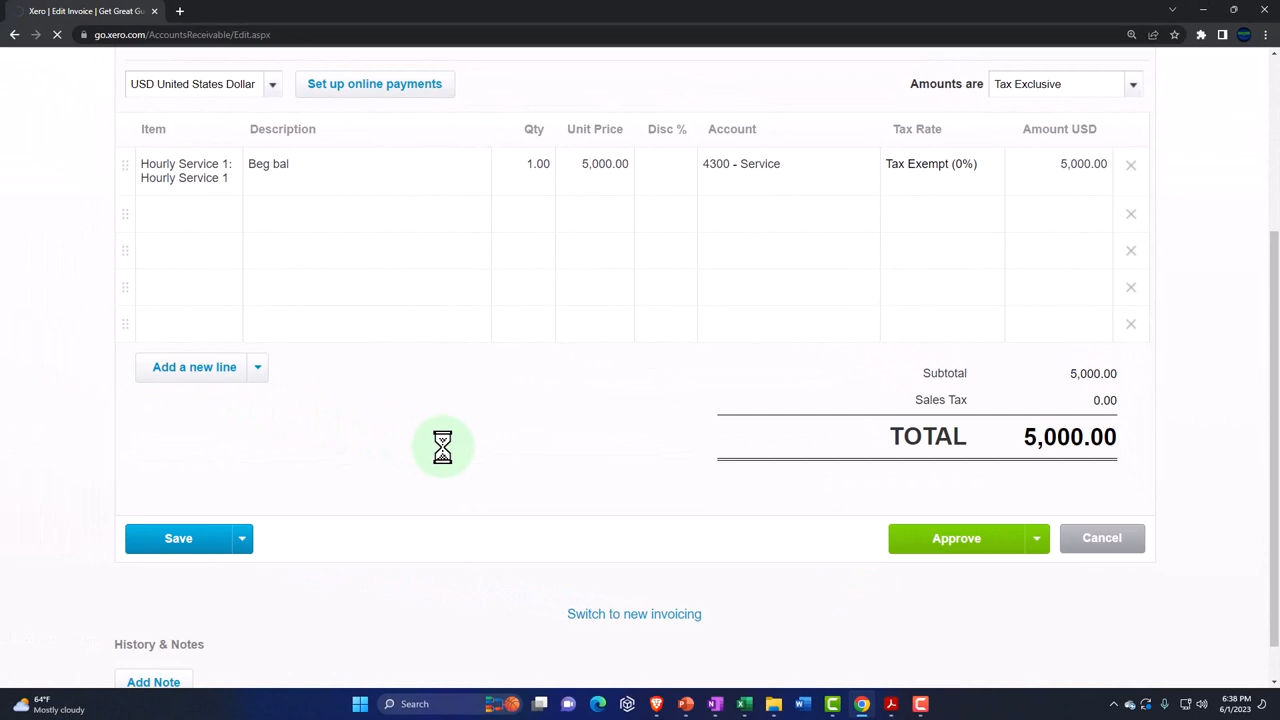 Xero | Edit Invoice | Get Great Gu
go.xero.com/AccountsReceivable/Edit.aspx
USD United States Dollar
Set up online payments
Amounts are
Tax Exclusive
Item Description Qty Unit Price Disc % Account Tax Rate Amount USD
Hourly Service 1: Beg bal 1.00 5,000.00 4300 - Service Tax Exempt (0%) 5,000.00
Hourly Service 1
Add a new line
Subtotal 5,000.00
Sales Tax 0.00
TOTAL 5,000.00
Save
Approve
Cancel
Switch to new invoicing
History & Notes
Add Note
64°F
Mostly cloudy
Search
6:38 PM
6/1/2023